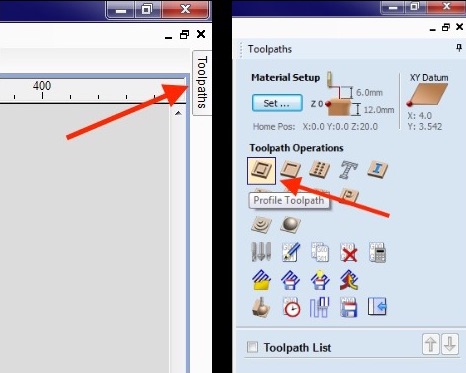 400
Toolpaths
Toolpaths
Material Setup
XY Datum
6.0mm
Set ...
Z 0
12.0mm
X: 4.0
Home Pos: X:0.0 Y:0.0 Z:20.0
Y: 3.542
Toolpath Operations
T
I
Profile Toolpath
Toolpath List